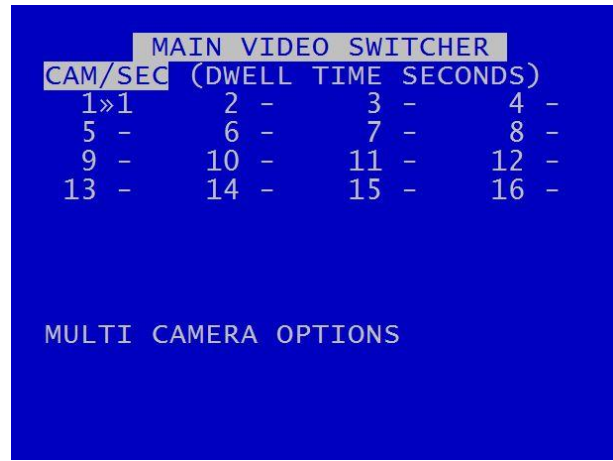 MAIN VIDEO SWITCHER
CAM/SEC (DWELL TIME SECONDS)
1»1 2 - 3 - 4 -
5 - 6 - 7 - 8 -
9 - 10 - 11 - 12 -
13 - 14 - 15 - 16 -
MULTI CAMERA OPTIONS